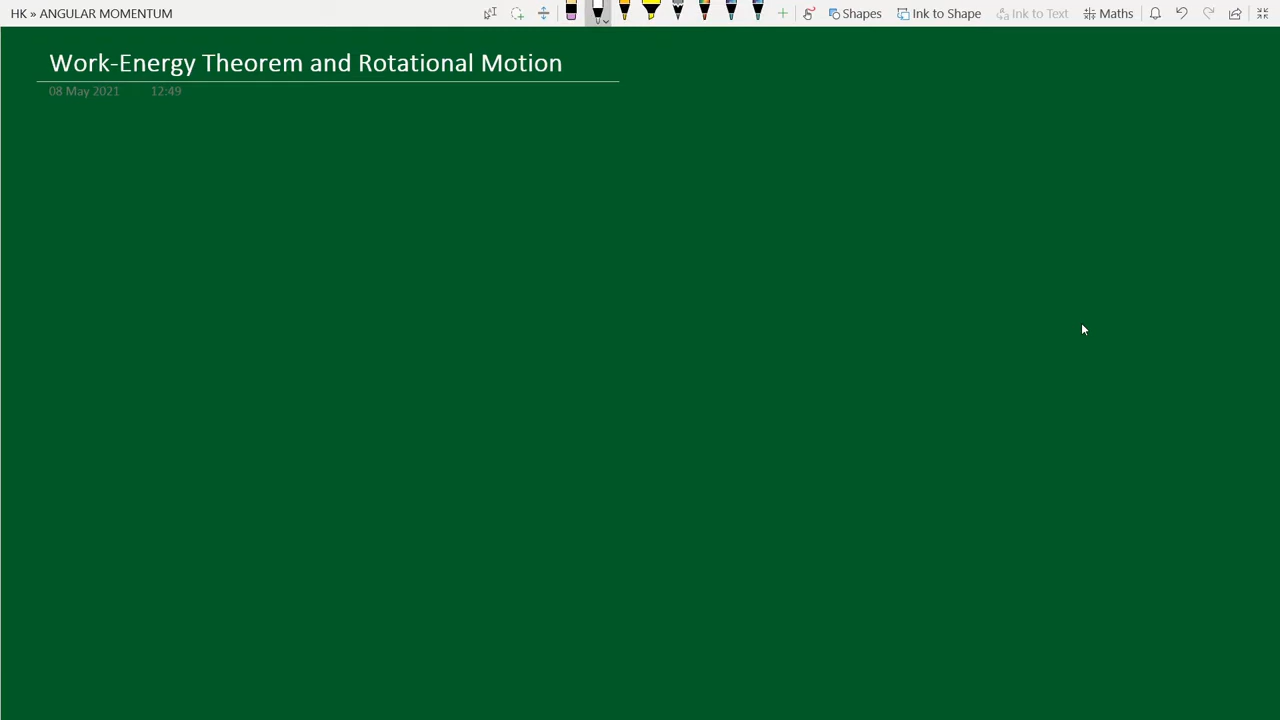 HK » ANGULAR MOMENTUM
Shapes
Ink to Shape
Ink to Text
Maths
Work-Energy Theorem and Rotational Motion
08 May 2021 12:49